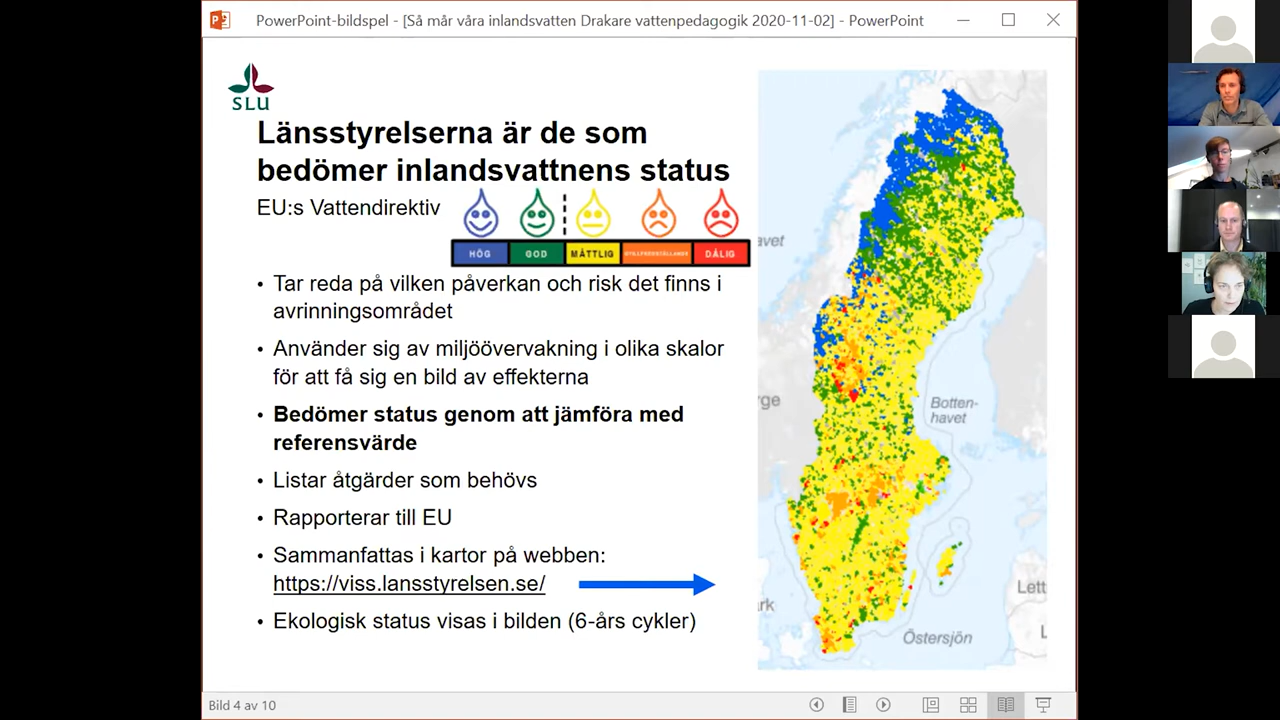 PowerPoint-bildspel - [Så mår våra inlandsvatten Drakare vattenpedagogik 2020-11-02] - PowerPoint
SLU
Länsstyrelserna är de som
bedömer inlandsvattnens status
EU:s Vattendirektiv
HÖG
GOD
MÅTTLIG
OTILLFREDSSTÄLLANDE
DÅLIG
• Tar reda på vilken påverkan och risk det finns i
avrinningsområdet
• Använder sig av miljöövervakning i olika skalor
för att få sig en bild av effekterna
• Bedömer status genom att jämföra med
referensvärde
• Listar åtgärder som behövs
• Rapporterar till EU
• Sammanfattas i kartor på webben:
https://viss.lansstyrelsen.se/
• Ekologisk status visas i bilden (6-års cykler)
avet
rge
Botten-
havet
Lett
rk
L
Östersjön
Bild 4 av 10